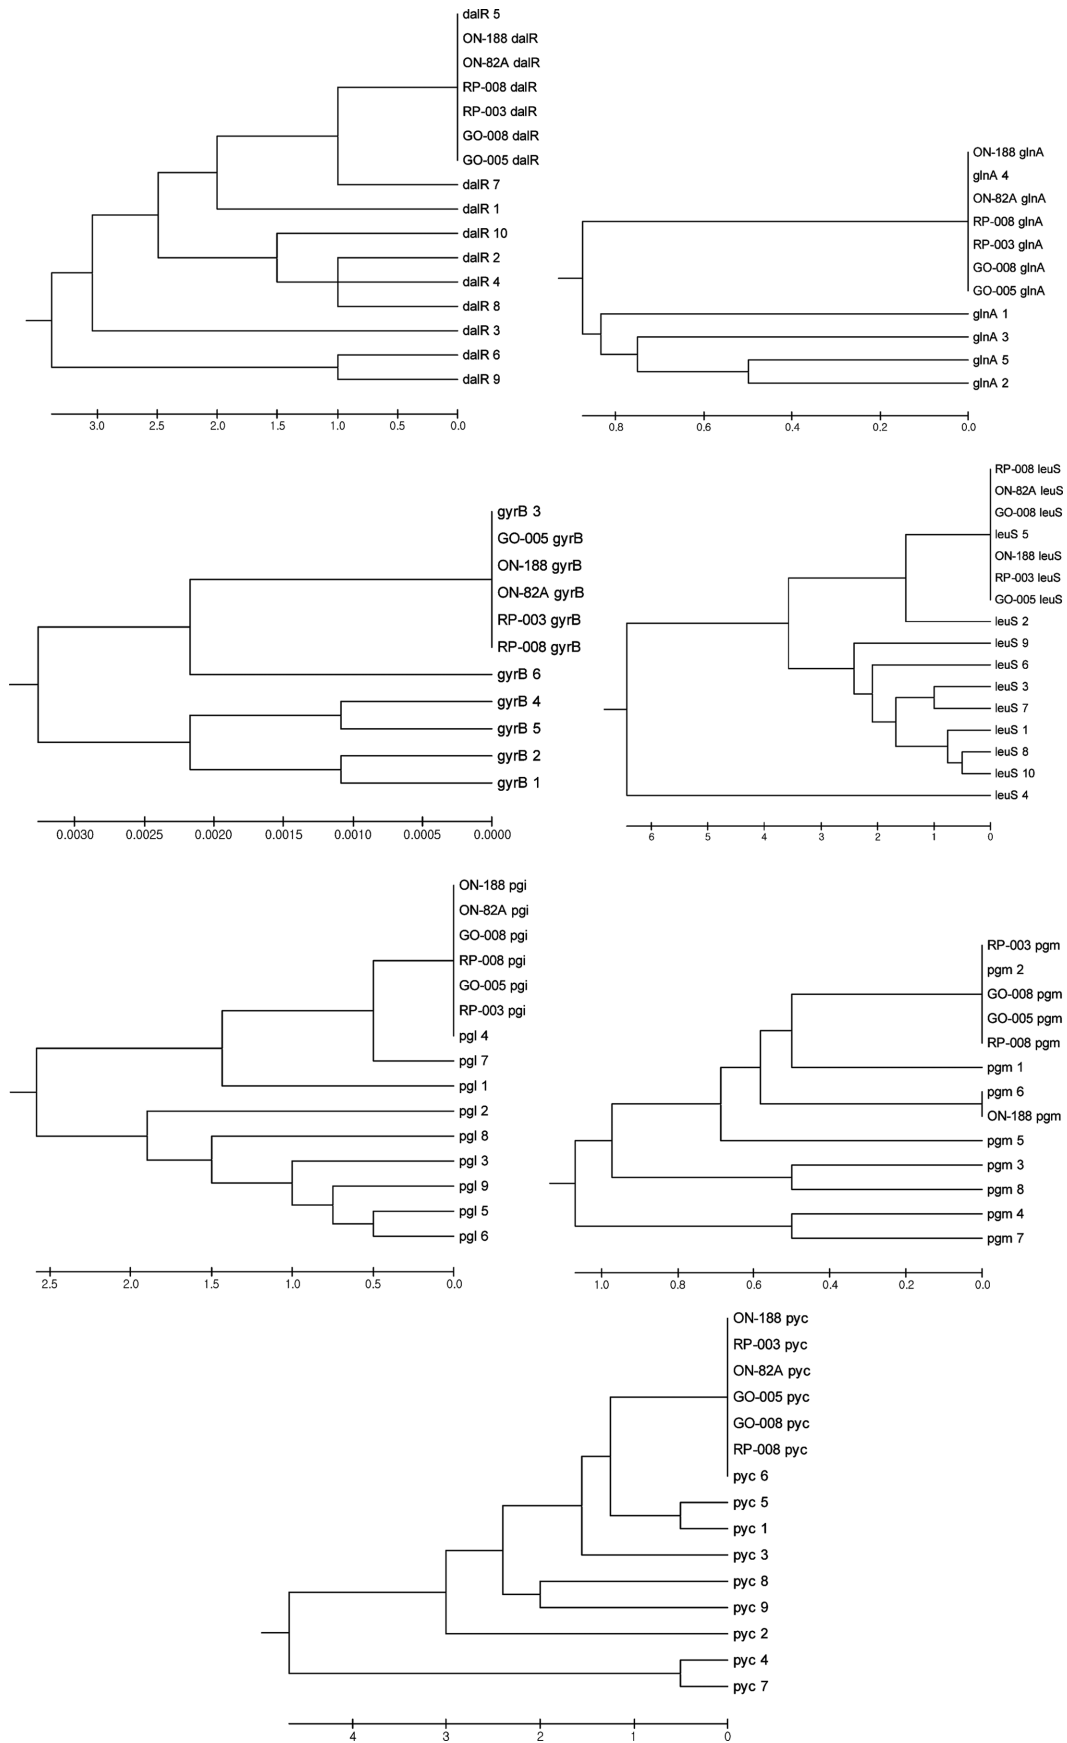 dalR 5
ON-188 dalR
ON-82A dalR
RP-008 dalR
RP-003 dalR
GO-008 dalR
GO-005 dalR
dalR 7
dalR 1
dalR 10
dalR 2
dalR 4
dalR 8
dalR 3
dalR 6
dalR 9
3.0 2.5 2.0 1.5 1.0 0.5 0.0
ON-188 glnA
glnA 4
ON-82A glnA
RP-008 glnA
RP-003 glnA
GO-008 glnA
GO-005 glnA
glnA 1
glnA 3
glnA 5
glnA 2
0.8 0.6 0.4 0.2 0.0
gyrB 3
GO-005 gyrB
ON-188 gyrB
ON-82A gyrB
RP-003 gyrB
RP-008 gyrB
gyrB 6
gyrB 4
gyrB 5
gyrB 2
gyrB 1
0.0030 0.0025 0.0020 0.0015 0.0010 0.0005 0.0000
RP-008 leuS
ON-82A leuS
GO-008 leuS
leuS 5
ON-188 leuS
RP-003 leuS
GO-005 leuS
leuS 2
leuS 9
leuS 6
leuS 3
leuS 7
leuS 1
leuS 8
leuS 10
leuS 4
6 5 4 3 2 1 0
ON-188 pgi
ON-82A pgi
GO-008 pgi
RP-008 pgi
GO-005 pgi
RP-003 pgi
pgI 4
pgI 7
pgI 1
pgI 2
pgI 8
pgI 3
pgI 9
pgI 5
pgI 6
2.5 2.0 1.5 1.0 0.5 0.0
RP-003 pgm
pgm 2
GO-008 pgm
GO-005 pgm
RP-008 pgm
pgm 1
pgm 6
ON-188 pgm
pgm 5
pgm 3
pgm 8
pgm 4
pgm 7
1.0 0.8 0.6 0.4 0.2 0.0
ON-188 pyc
RP-003 pyc
ON-82A pyc
GO-005 pyc
GO-008 pyc
RP-008 pyc
pyc 6
pyc 5
pyc 1
pyc 3
pyc 8
pyc 9
pyc 2
pyc 4
pyc 7
4 3 2 1 0